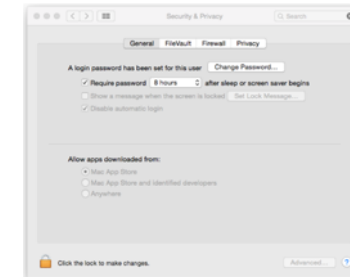 Security & Privacy
Search
General FileVault Firewall Privacy
A login password has been set for this user Change Password...
Require password 8 hours after sleep or screen saver begins
Show a message when the screen is locked Set Lock Message...
Disable automatic login
Allow apps downloaded from:
Mac App Store
Mac App Store and identified developers
Anywhere
Click the lock to make changes.
Advanced... ?